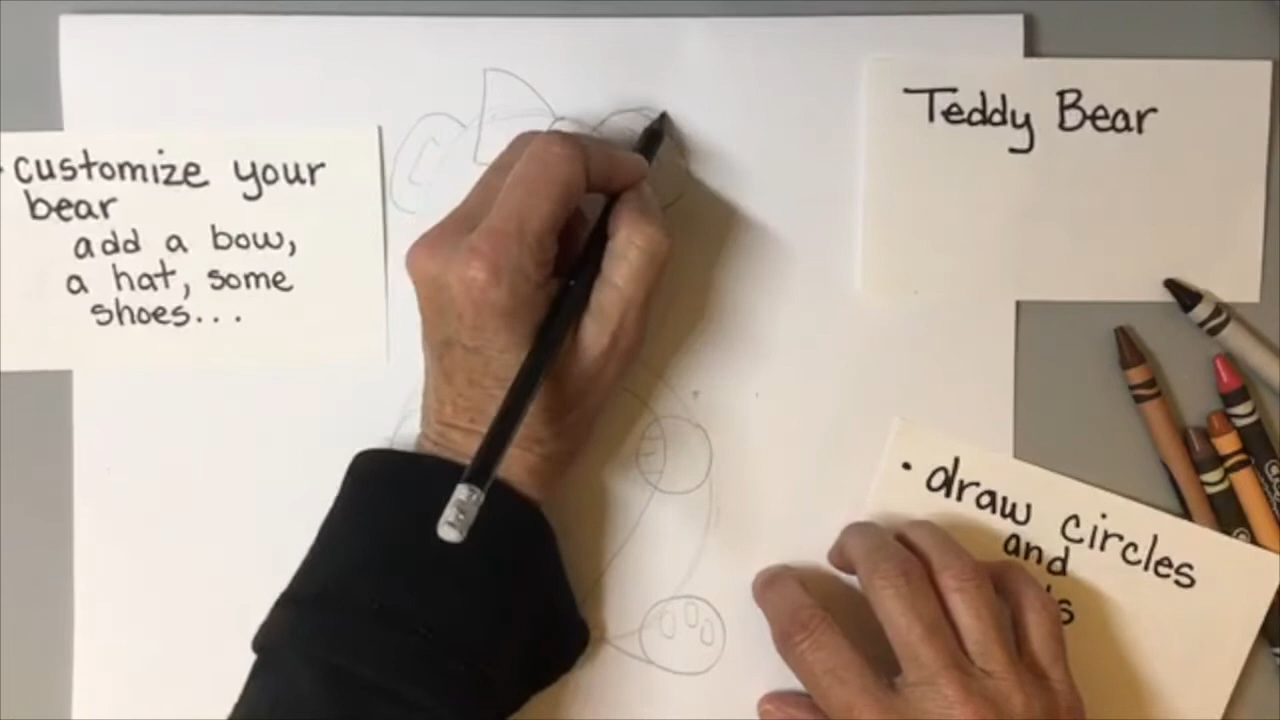 · customize your
bear
add a bow,
a hat, some
shoes...
Teddy Bear
· draw circles
and